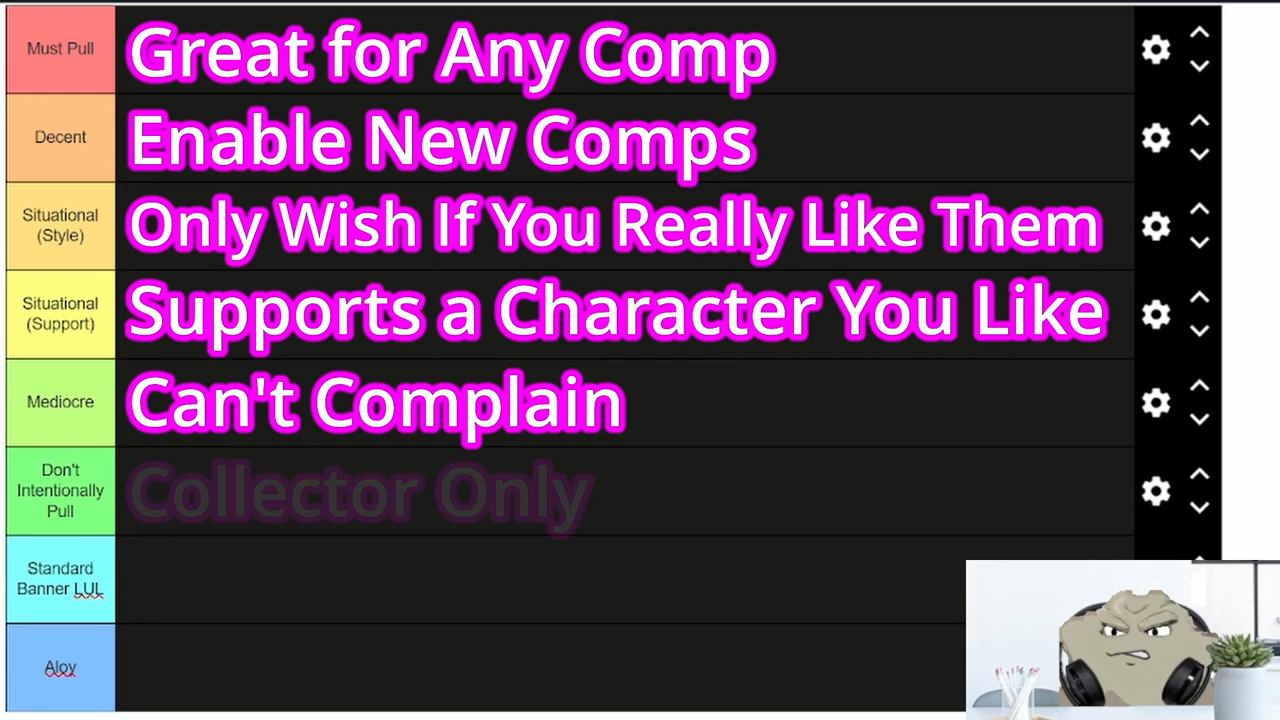 Must Pull
Great for Any Comp
Decent
Enable New Comps
Situational
(Style)
Only Wish If You Really Like Them
Situational
(Support)
Supports a Character You Like
Mediocre
Can't Complain
Don't
Intentionally
Pull
Collector Only
Standard
Banner LUL
Aloy